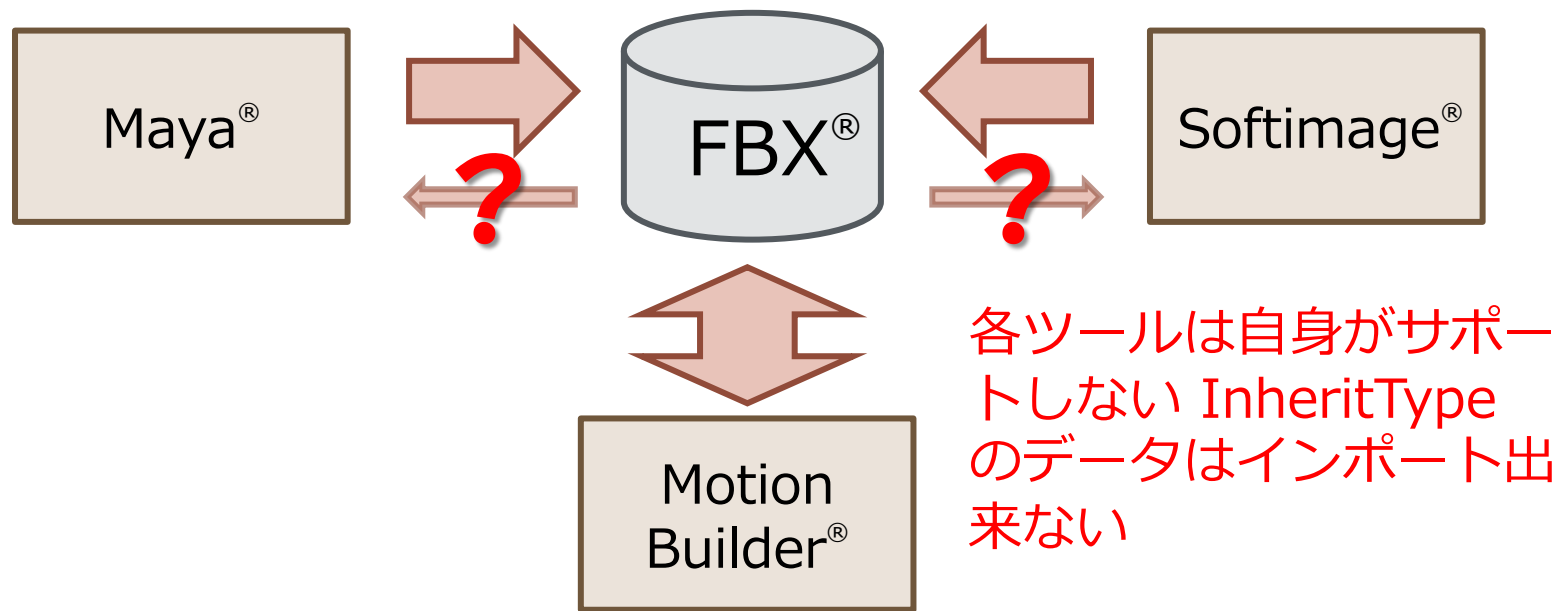 Maya®
FBX®
Softimage®
?
?
各ツールは自身がサポー
トしない InheritType
のデータはインポート出
来ない
Motion
Builder®